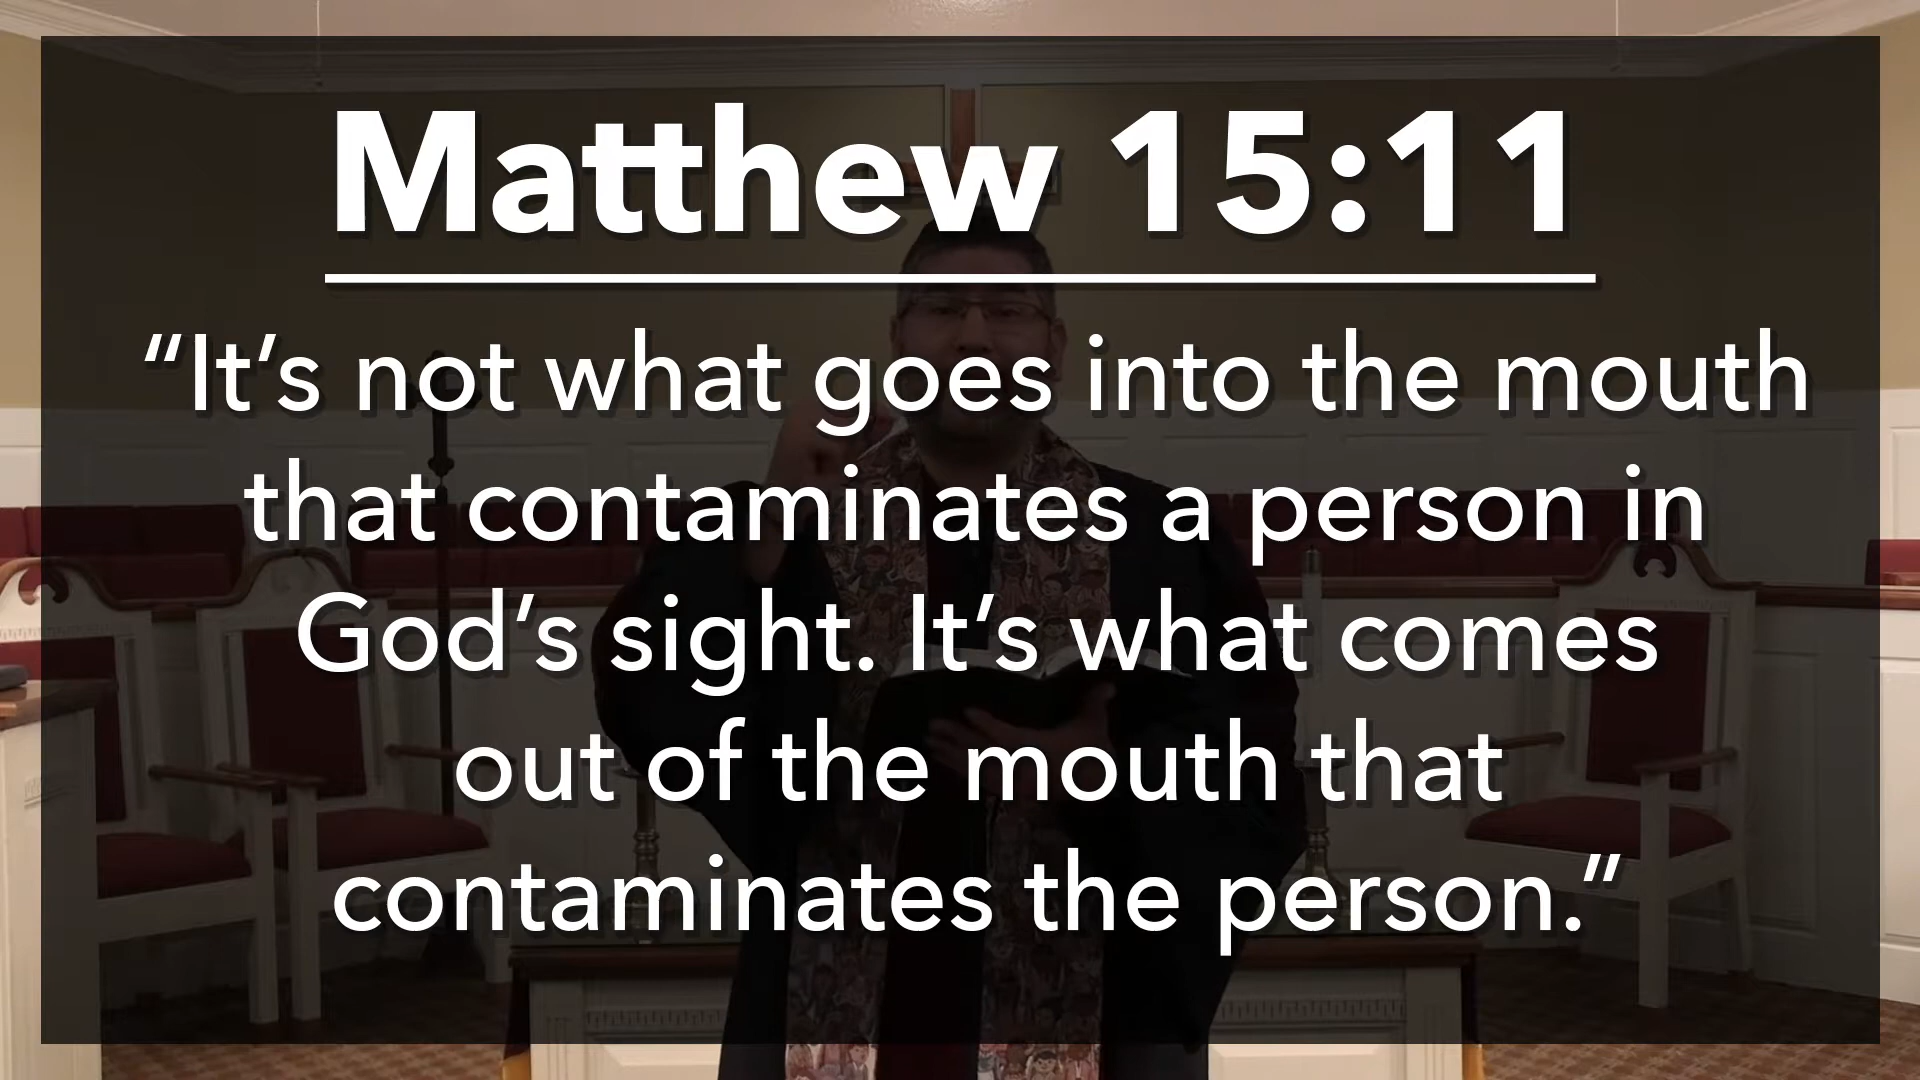 Matthew 15:11
“It’s not what goes into the mouth
that contaminates a person in
God’s sight. It’s what comes
out of the mouth that
contaminates the person.”